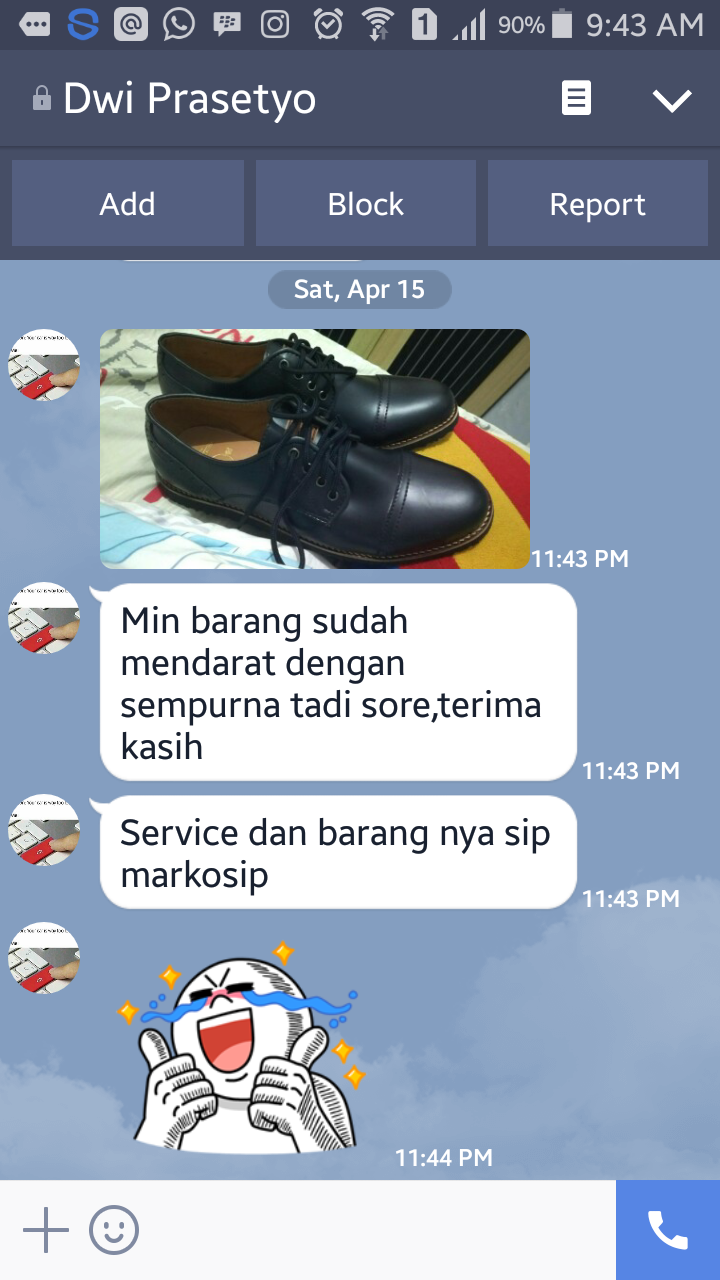 1 90% 9:43 AM
Dwi Prasetyo
Add Block Report
Sat, Apr 15
11:43 PM
Min barang sudah
mendarat dengan
sempurna tadi sore,terima
kasih
11:43 PM
Service dan barang nya sip
markosip
11:43 PM
11:44 PM